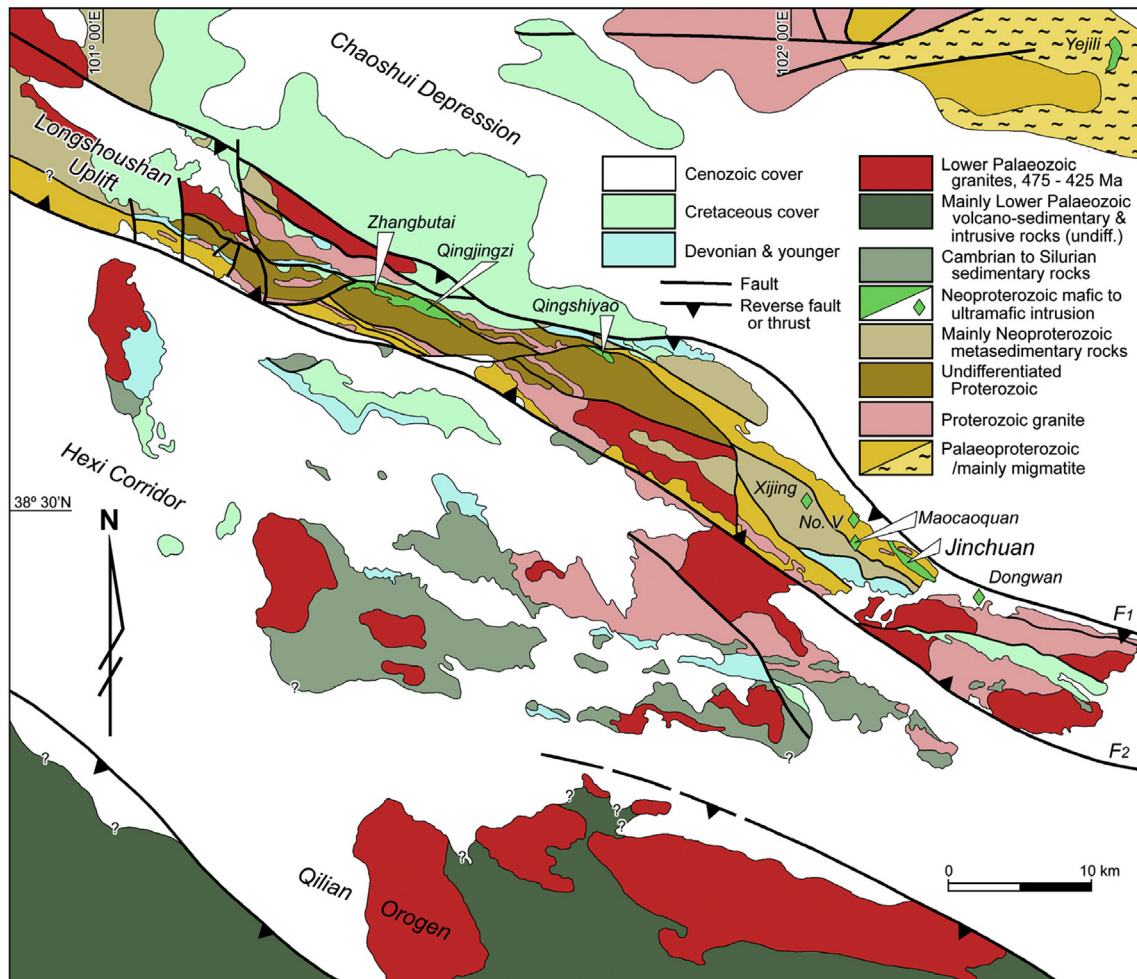 101° 00'E
102° 00'E
Yejili
Chaoshui Depression
Longshoushan
Uplift
?
Zhangbutai
Qingjingzi
Qingshiyao
Cenozoic cover
Cretaceous cover
Devonian & younger
Fault
Reverse fault
or thrust
Lower Palaeozoic
granites, 475 - 425 Ma
Mainly Lower Palaeozoic
volcano-sedimentary &
intrusive rocks (undiff.)
Cambrian to Silurian
sedimentary rocks
Neoproterozoic mafic to
ultramafic intrusion
Mainly Neoproterozoic
metasedimentary rocks
Undifferentiated
Proterozoic
Proterozoic granite
Palaeoproterozoic
/mainly migmatite
Hexi Corridor
38° 30'N
N
Xijing
No. V
Maocaoquan
Jinchuan
Dongwan
F1
F2
?
?
?
?
?
?
?
?
Qilian
Orogen
0
10 km